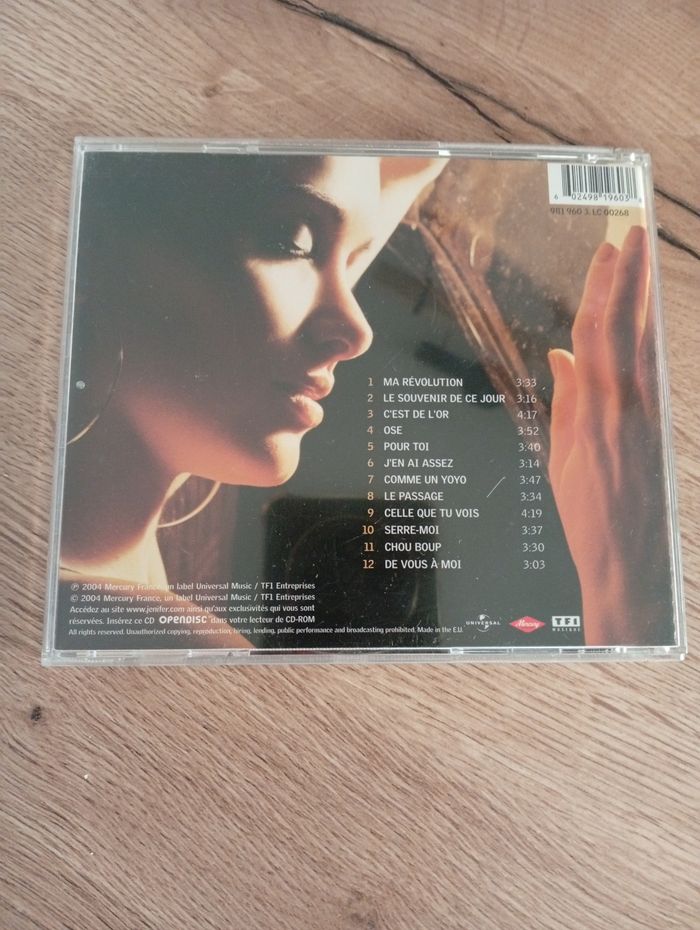 6 02498 19603 8
981 960 3. LC 00268
1 MA RÉVOLUTION 3:33
2 LE SOUVENIR DE CE JOUR 3:16
3 C'EST DE L'OR 4:17
4 OSE 3:52
5 POUR TOI 3:40
6 J'EN AI ASSEZ 3:14
7 COMME UN YOYO 3:47
8 LE PASSAGE 3:34
9 CELLE QUE TU VOIS 4:19
10 SERRE-MOI 3:37
11 CHOU BOUP 3:30
12 DE VOUS À MOI 3:03
℗ 2004 Mercury France, un label Universal Music / TF1 Entreprises
© 2004 Mercury France, un label Universal Music / TF1 Entreprises
Accédez au site www.jenifer.com ainsi qu'aux exclusivités qui vous sont
réservées. Insérez ce CD OPENDISC dans votre lecteur de CD-ROM
All rights reserved. Unauthorized copying, reproduction, hiring, lending, public performance and broadcasting prohibited. Made in the E.U.
UNIVERSAL
Mercury
TF1
MUSIQUE